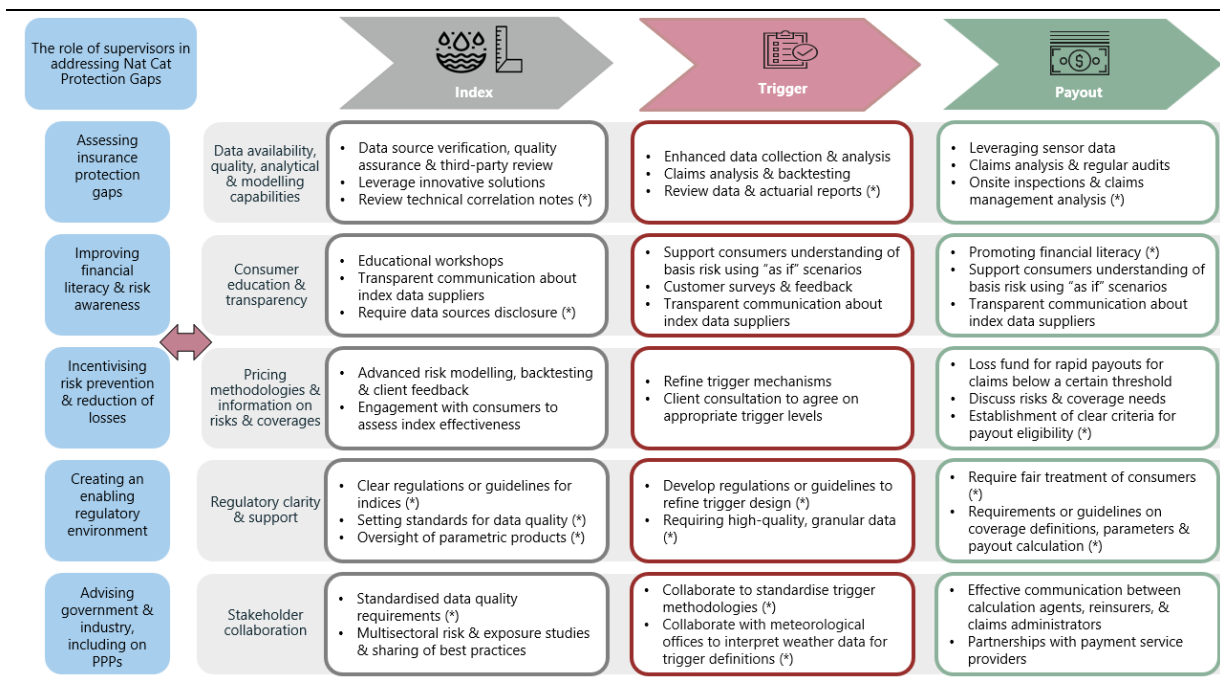 The role of supervisors in
addressing Nat Cat
Protection Gaps
Index
Trigger
Payout
Assessing
insurance
protection
gaps
Data availability,
quality, analytical
& modelling
capabilities
• Data source verification, quality
assurance & third-party review
• Leverage innovative solutions
• Review technical correlation notes (*)
• Enhanced data collection & analysis
• Claims analysis & backtesting
• Review data & actuarial reports (*)
• Leveraging sensor data
• Claims analysis & regular audits
• Onsite inspections & claims
management analysis (*)
Improving
financial
literacy & risk
awareness
Consumer
education &
transparency
• Educational workshops
• Transparent communication about
index data suppliers
• Require data sources disclosure (*)
• Support consumers understanding of
basis risk using “as if” scenarios
• Customer surveys & feedback
• Transparent communication about
index data suppliers
• Promoting financial literacy (*)
• Support consumers understanding of
basis risk using “as if” scenarios
• Transparent communication about
index data suppliers
Incentivising
risk prevention
& reduction of
losses
Pricing
methodologies &
information on
risks & coverages
• Advanced risk modelling, backtesting
& client feedback
• Engagement with consumers to
assess index effectiveness
• Refine trigger mechanisms
• Client consultation to agree on
appropriate trigger levels
• Loss fund for rapid payouts for
claims below a certain threshold
• Discuss risks & coverage needs
• Establishment of clear criteria for
payout eligibility (*)
Creating an
enabling
regulatory
environment
Regulatory clarity
& support
• Clear regulations or guidelines for
indices (*)
• Setting standards for data quality (*)
• Oversight of parametric products (*)
• Develop regulations or guidelines to
refine trigger design (*)
• Requiring high-quality, granular data
(*)
• Require fair treatment of consumers
(*)
• Requirements or guidelines on
coverage definitions, parameters &
payout calculation (*)
Advising
government &
industry,
including on
PPPs
Stakeholder
collaboration
• Standardised data quality
requirements (*)
• Multisectoral risk & exposure studies
& sharing of best practices
• Collaborate to standardise trigger
methodologies (*)
• Collaborate with meteorological
offices to interpret weather data for
trigger definitions (*)
• Effective communication between
calculation agents, reinsurers, &
claims administrators
• Partnerships with payment service
providers